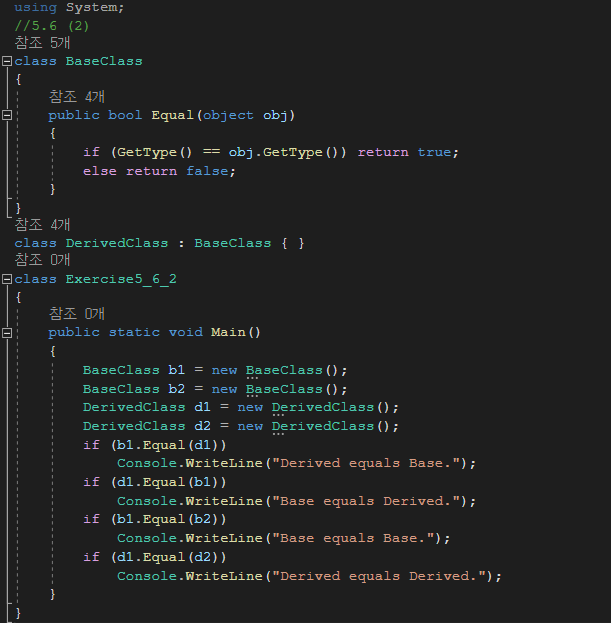 using System;
//5.6 (2)
참조 5개
class BaseClass
{
참조 4개
public bool Equal(object obj)
{
if (GetType() == obj.GetType()) return true;
else return false;
}
}
참조 4개
class DerivedClass : BaseClass { }
참조 0개
class Exercise5_6_2
{
참조 0개
public static void Main()
{
BaseClass b1 = new BaseClass();
BaseClass b2 = new BaseClass();
DerivedClass d1 = new DerivedClass();
DerivedClass d2 = new DerivedClass();
if (b1.Equal(d1))
Console.WriteLine("Derived equals Base.");
if (d1.Equal(b1))
Console.WriteLine("Base equals Derived.");
if (b1.Equal(b2))
Console.WriteLine("Base equals Base.");
if (d1.Equal(d2))
Console.WriteLine("Derived equals Derived.");
}
}